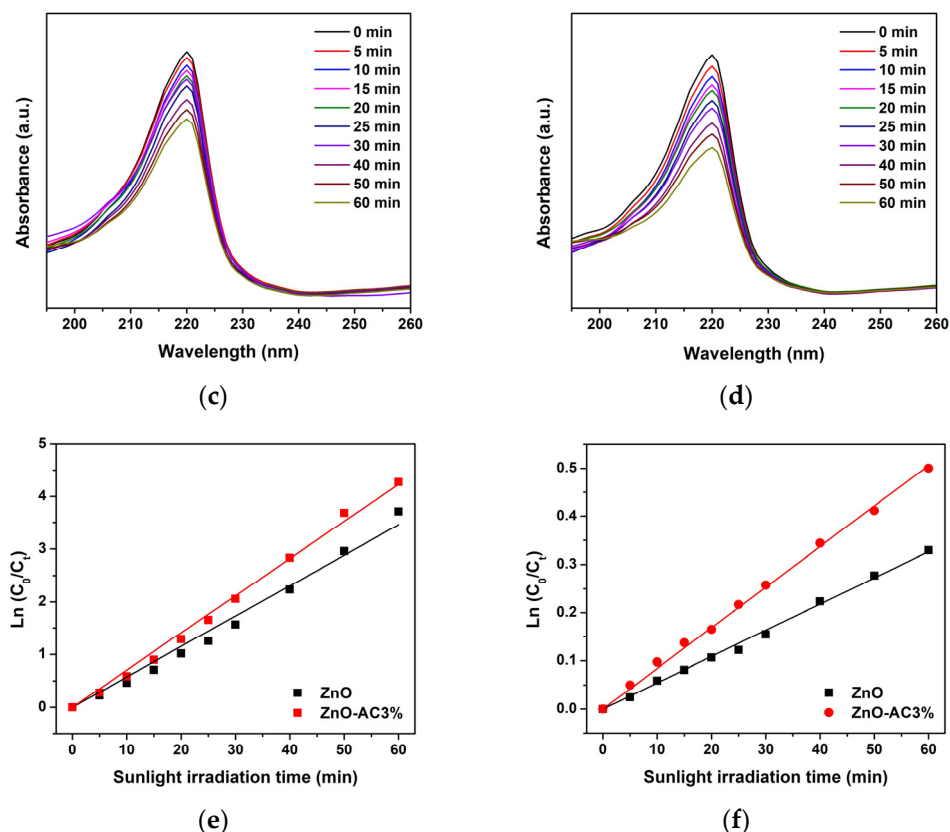 0 min
5 min
10 min
15 min
20 min
25 min
30 min
40 min
50 min
60 min
Absorbance (a.u.)
200 210 220 230 240 250 260
Wavelength (nm)
(c)
0 min
5 min
10 min
15 min
20 min
25 min
30 min
40 min
50 min
60 min
Absorbance (a.u.)
200 210 220 230 240 250 260
Wavelength (nm)
(d)
5
4
3
2
1
0
Ln (C₀/Cₜ)
ZnO
ZnO-AC3%
0 10 20 30 40 50 60
Sunlight irradiation time (min)
(e)
0.5
0.4
0.3
0.2
0.1
0.0
Ln (C₀/Cₜ)
ZnO
ZnO-AC3%
0 10 20 30 40 50 60
Sunlight irradiation time (min)
(f)